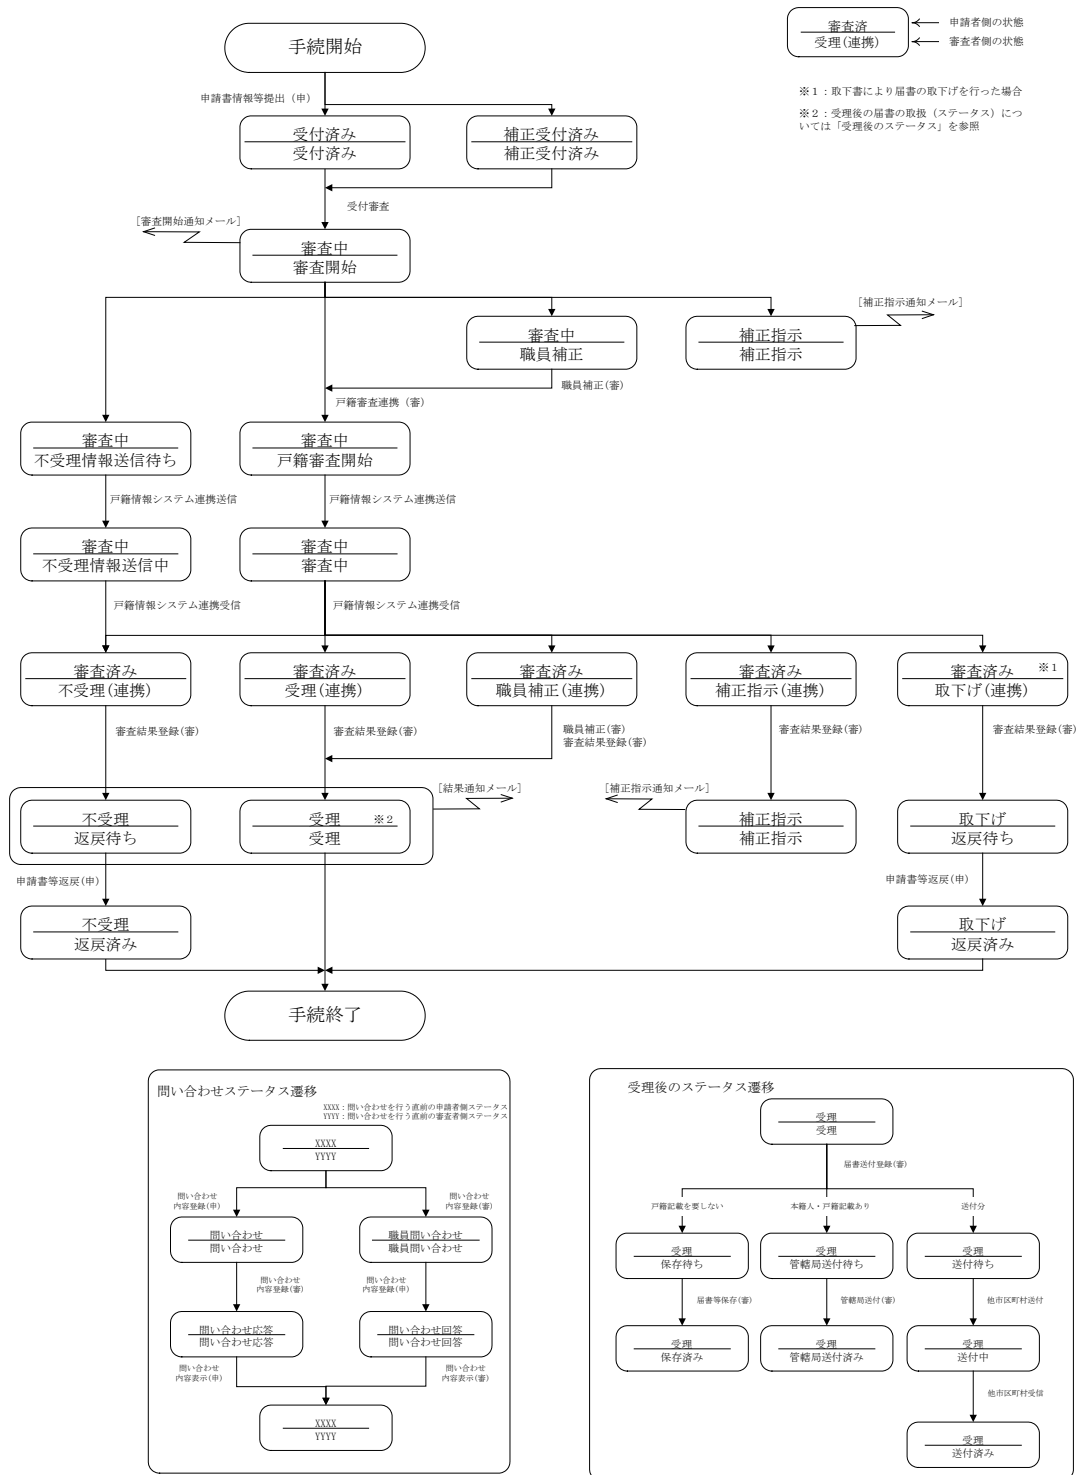 審査済
受理(連携)
申請者側の状態
審査者側の状態
手続開始
※1：取下書により届書の取下げを行った場合
※2：受理後の届書の取扱（ステータス）につ
いては「受理後のステータス」を参照
申請書情報等提出（申）
受付済み
受付済み
補正受付済み
補正受付済み
受付審査
[審査開始通知メール]
審査中
審査開始
[補正指示通知メール]
審査中
職員補正
補正指示
補正指示
職員補正(審)
戸籍審査連携（審）
審査中
不受理情報送信待ち
審査中
戸籍審査開始
戸籍情報システム連携送信
戸籍情報システム連携送信
審査中
不受理情報送信中
審査中
審査中
戸籍情報システム連携受信
戸籍情報システム連携受信
審査済み
不受理(連携)
審査済み
受理(連携)
審査済み
職員補正(連携)
審査済み
補正指示(連携)
審査済み ※1
取下げ(連携)
審査結果登録(審)
審査結果登録(審)
職員補正(審)
審査結果登録(審)
審査結果登録(審)
審査結果登録(審)
[結果通知メール]
[補正指示通知メール]
不受理
返戻待ち
受理 ※2
受理
補正指示
補正指示
取下げ
返戻待ち
申請書等返戻(申)
申請書等返戻(申)
不受理
返戻済み
取下げ
返戻済み
手続終了
問い合わせステータス遷移
XXXX：問い合わせを行う直前の申請者側ステータス
YYYY：問い合わせを行う直前の審査者側ステータス
XXXX
YYYY
問い合わせ
内容登録(申)
問い合わせ
内容登録(審)
問い合わせ
問い合わせ
職員問い合わせ
職員問い合わせ
問い合わせ
内容登録(審)
問い合わせ
内容登録(申)
問い合わせ応答
問い合わせ応答
問い合わせ回答
問い合わせ回答
問い合わせ
内容表示(申)
問い合わせ
内容表示(審)
XXXX
YYYY
受理後のステータス遷移
受理
受理
届書送付登録(審)
戸籍記載を要しない
本籍人・戸籍記載あり
送付分
受理
保存待ち
受理
管轄局送付待ち
受理
送付待ち
届書等保存(審)
管轄局送付(審)
他市区町村送付
受理
保存済み
受理
管轄局送付済み
受理
送付中
他市区町村受信
受理
送付済み